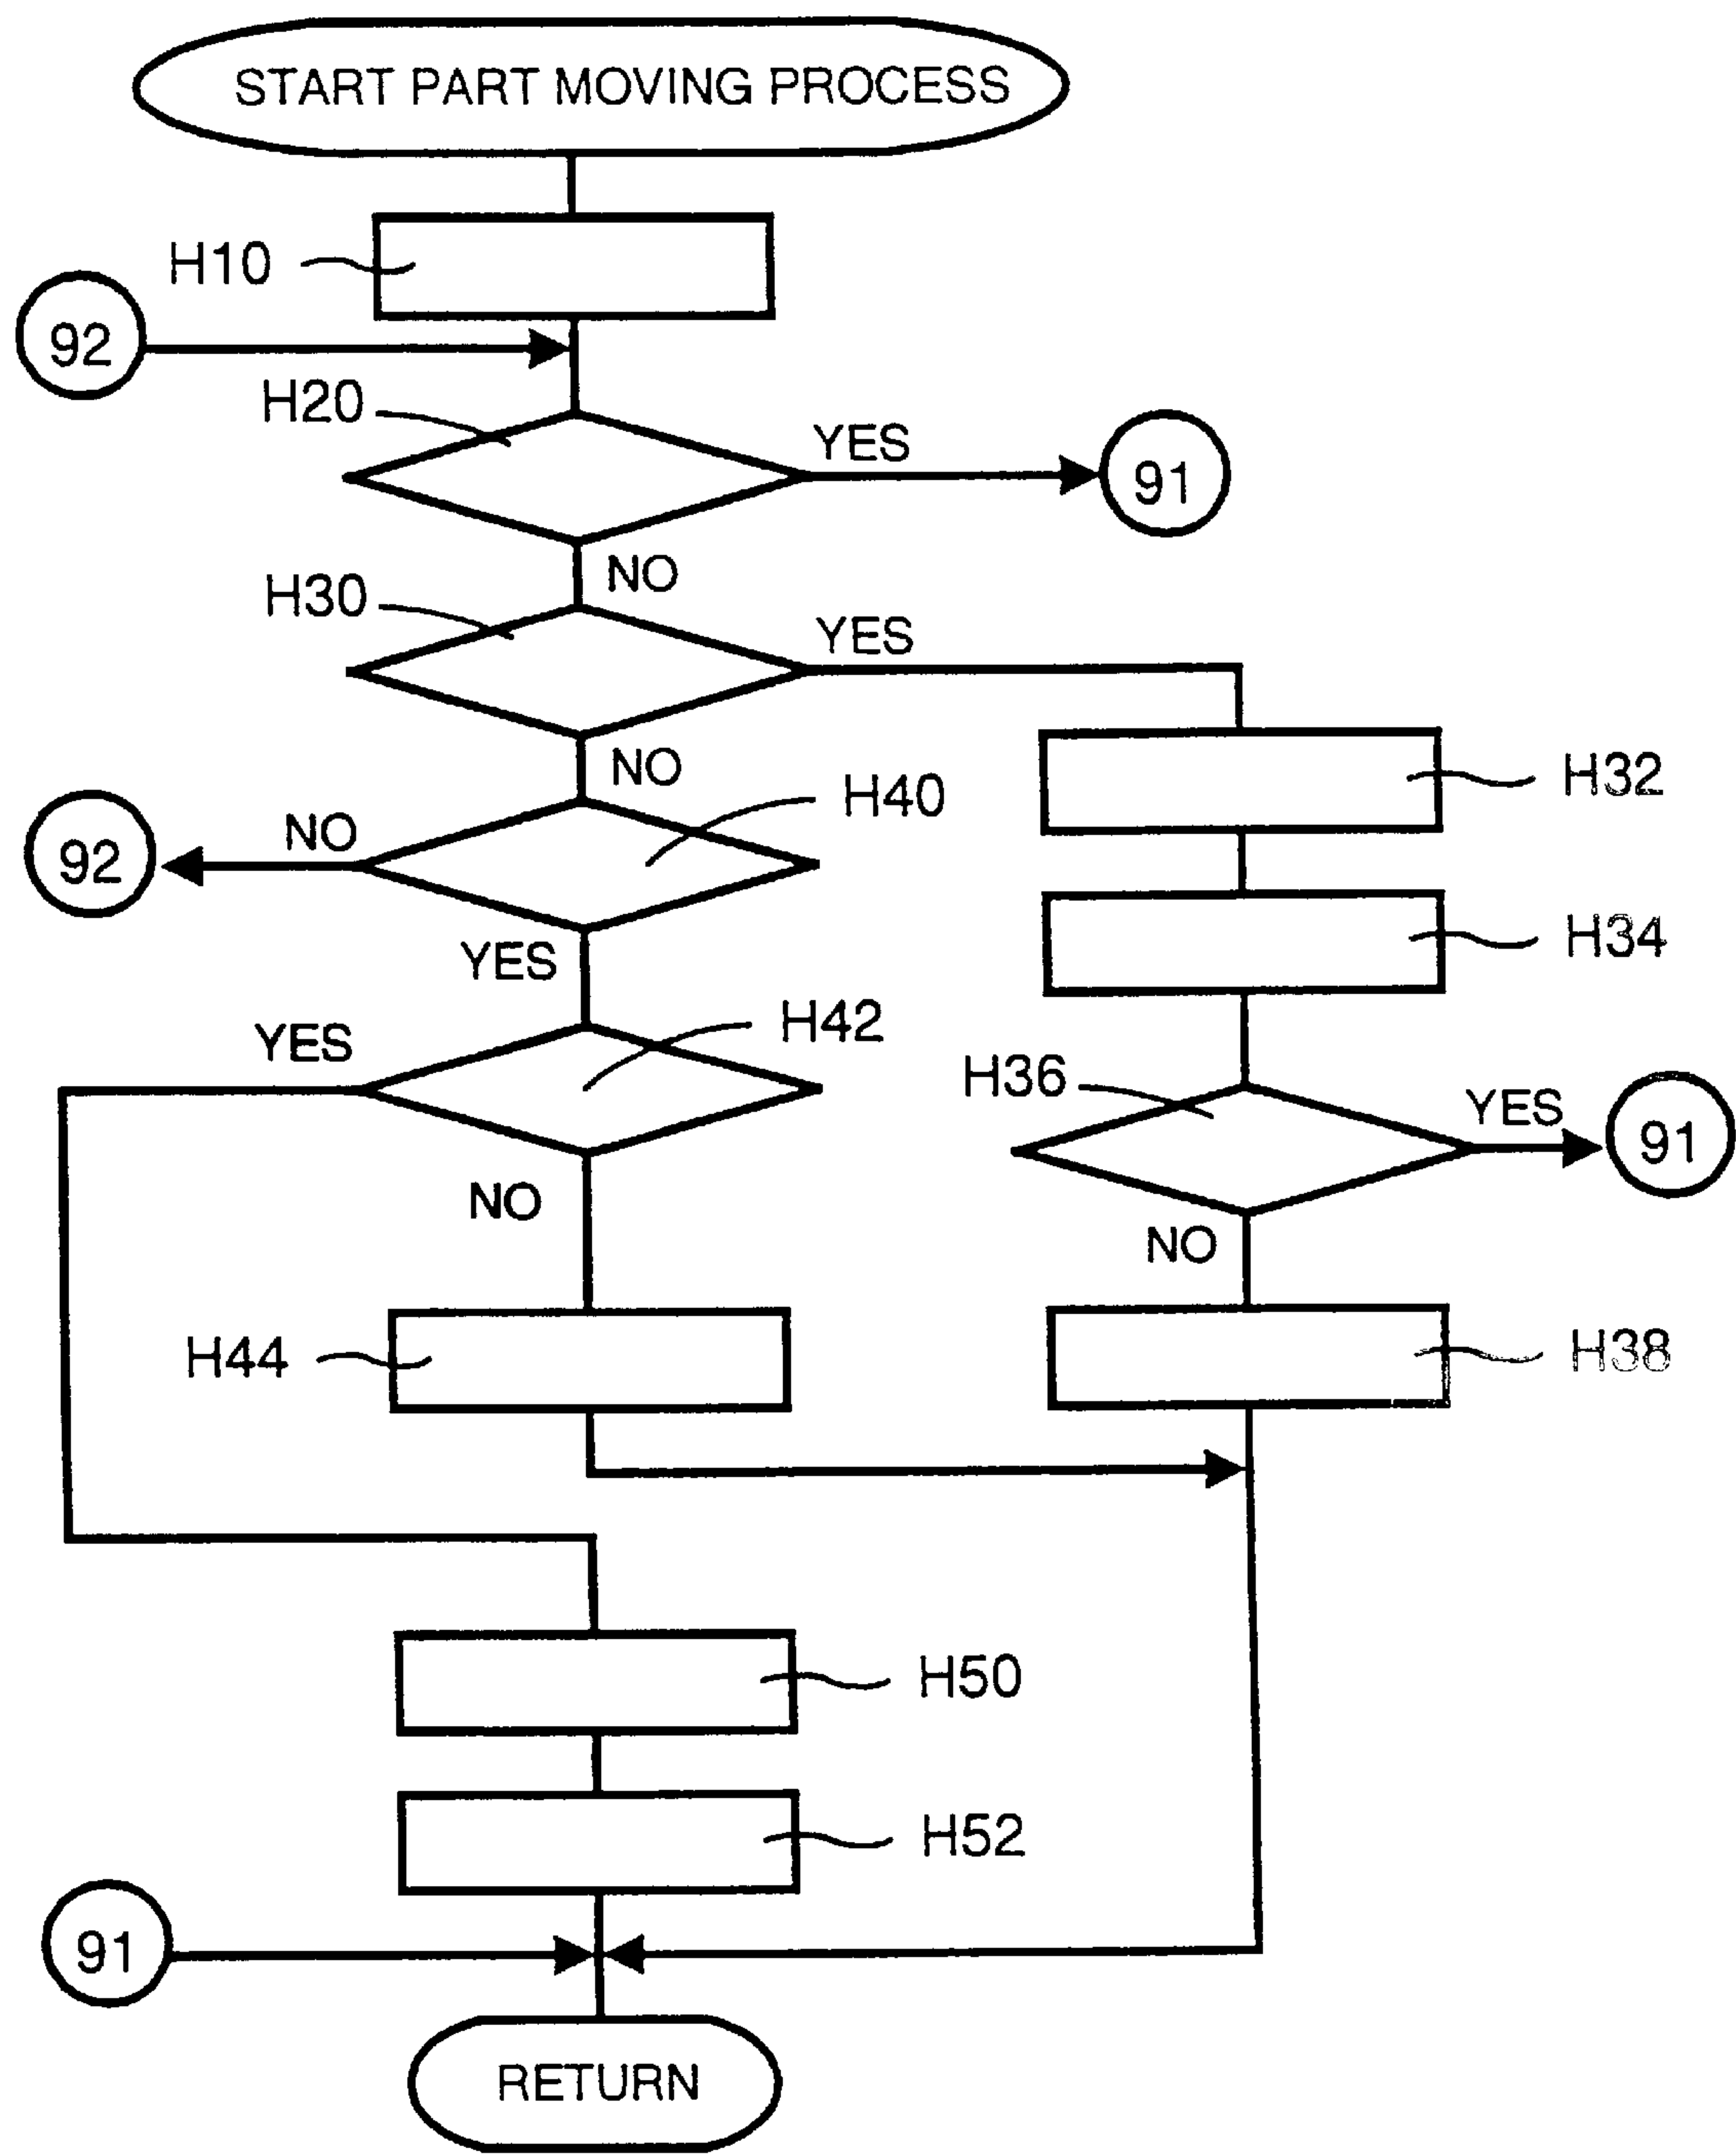 START PART MOVING PROCESS
H10
92
H20
YES
91
NO
H30
YES
NO
H32
H40
NO
92
H34
YES
H42
YES
H36
YES
91
NO
NO
H44
H38
H50
H52
91
RETURN